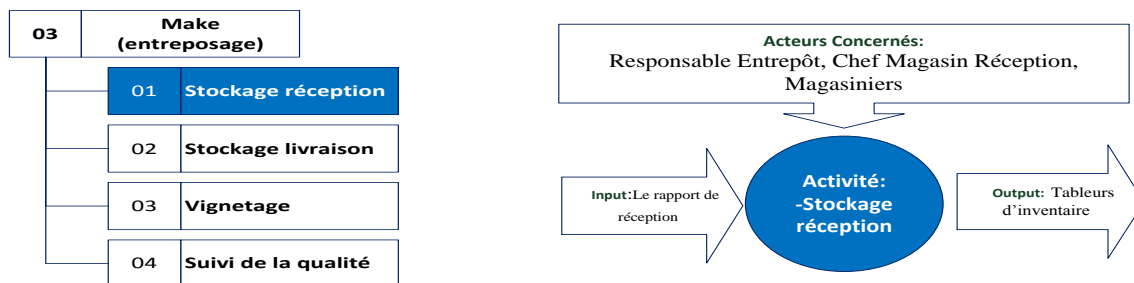 03
Make
(entreposage)
01 Stockage réception
02 Stockage livraison
03 Vignetage
04 Suivi de la qualité
Acteurs Concernés:
Responsable Entrepôt, Chef Magasin Réception,
Magasiniers
Input:Le rapport de
réception
Activité:
-Stockage
réception
Output: Tableurs
d’inventaire